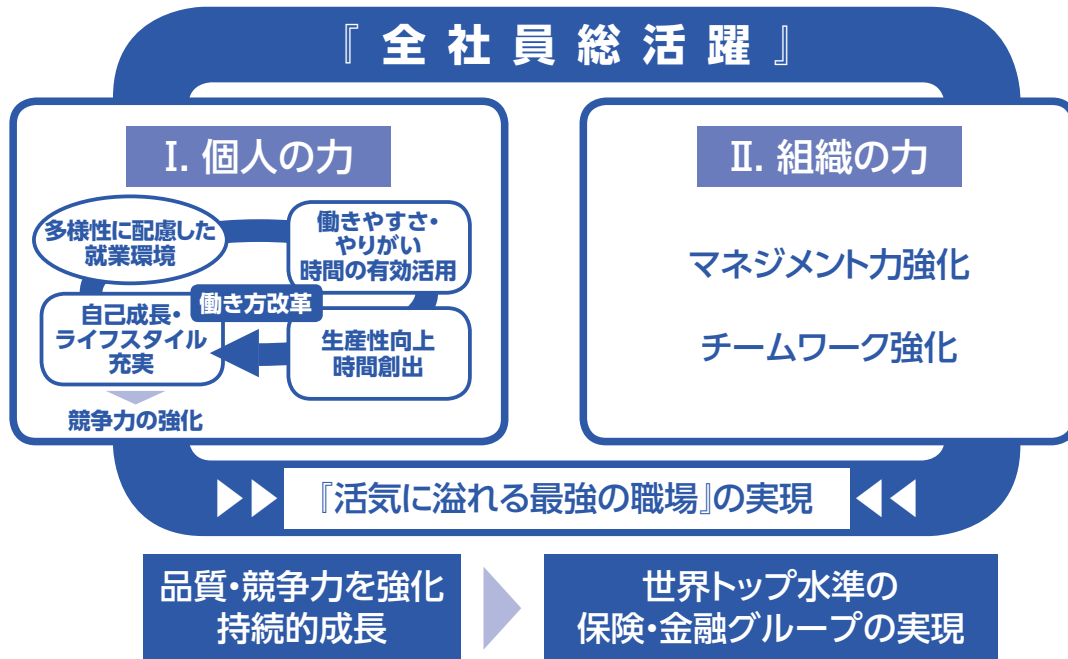 『全社員総活躍』
Ⅰ. 個人の力
多様性に配慮した
就業環境
働きやすさ・
やりがい
時間の有効活用
働き方改革
自己成長・
ライフスタイル
充実
生産性向上
時間創出
競争力の強化
Ⅱ. 組織の力
マネジメント力強化
チームワーク強化
『活気に溢れる最強の職場』の実現
品質・競争力を強化
持続的成長
世界トップ水準の
保険・金融グループの実現